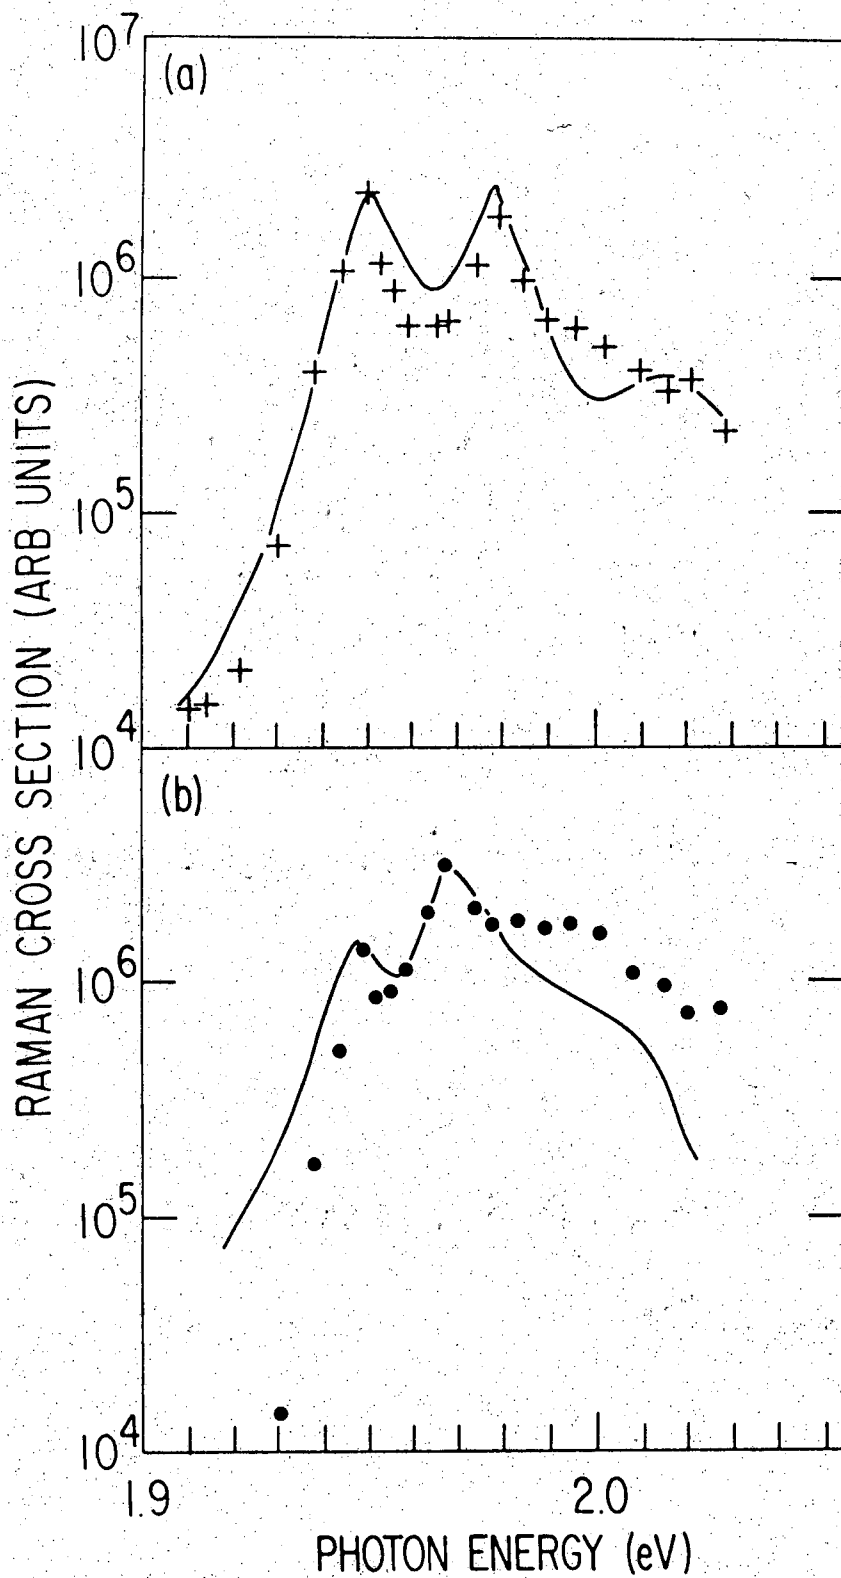 10^7
(a)
10^6
10^5
10^4
(b)
10^6
10^5
10^4
1.9
2.0
PHOTON ENERGY (eV)
RAMAN CROSS SECTION (ARB UNITS)